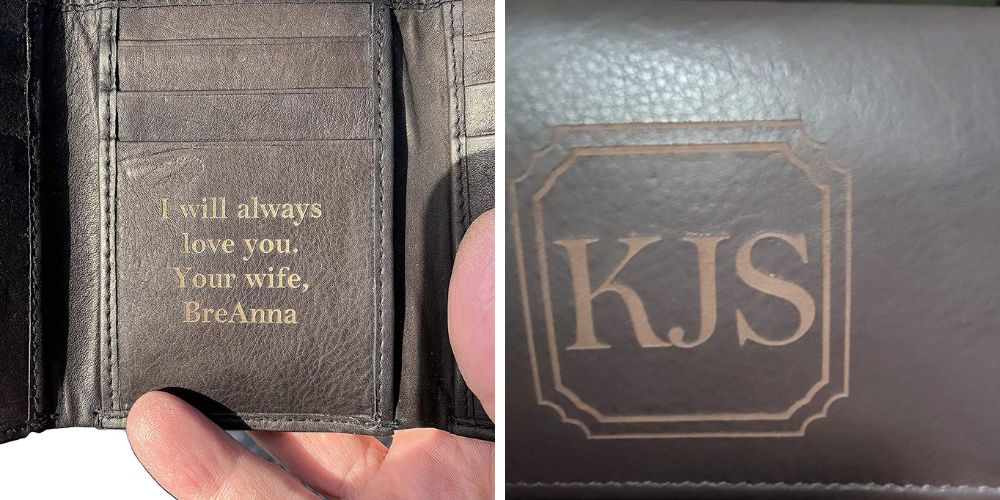 I will always
love you.
Your wife,
BreAnna
KJS